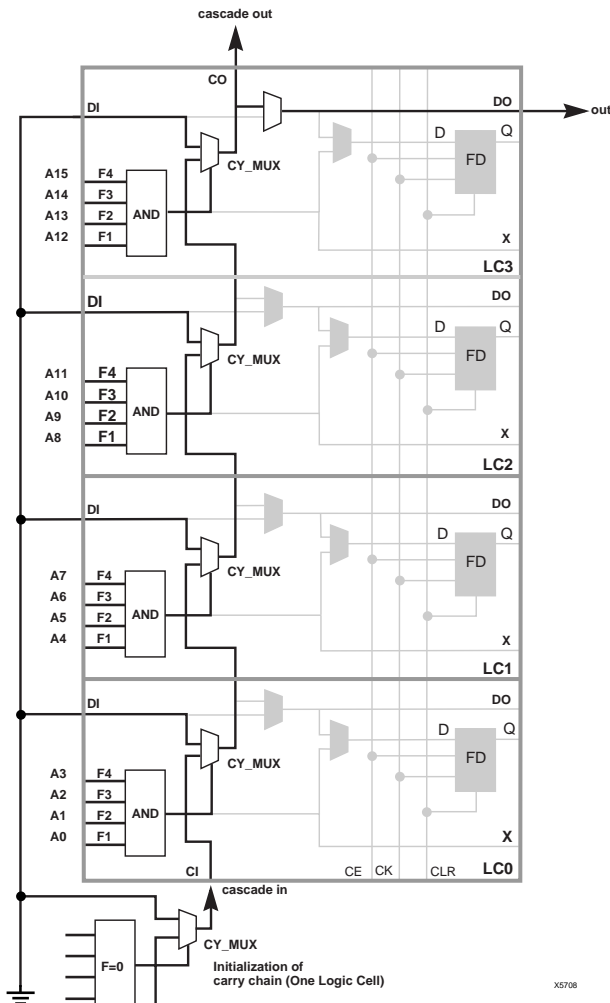 cascade out
CO
DI
DO
out
D
Q
FD
CY_MUX
A15 F4
A14 F3
A13 F2
A12 F1
AND
X
LC3
DI
DO
D
Q
FD
CY_MUX
A11 F4
A10 F3
A9 F2
A8 F1
AND
X
LC2
DI
DO
D
Q
FD
CY_MUX
A7 F4
A6 F3
A5 F2
A4 F1
AND
X
LC1
DI
DO
D
Q
FD
CY_MUX
A3 F4
A2 F3
A1 F2
A0 F1
AND
X
CI
CE CK CLR LC0
cascade in
CY_MUX
F=0
Initialization of
carry chain (One Logic Cell)
X5708